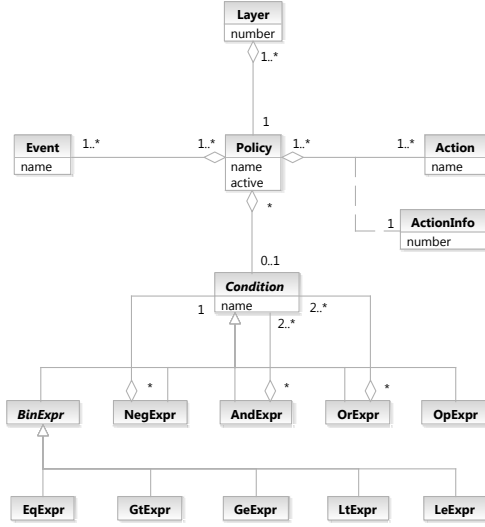 Layer
number
1..*
1
Event
name
1..*
1..*
Policy
name
active
1..*
1..*
Action
name
1
ActionInfo
number
*
0..1
Condition
name
1
2..*
2..*
*
*
*
BinExpr
NegExpr
AndExpr
OrExpr
OpExpr
EqExpr
GtExpr
GeExpr
LtExpr
LeExpr